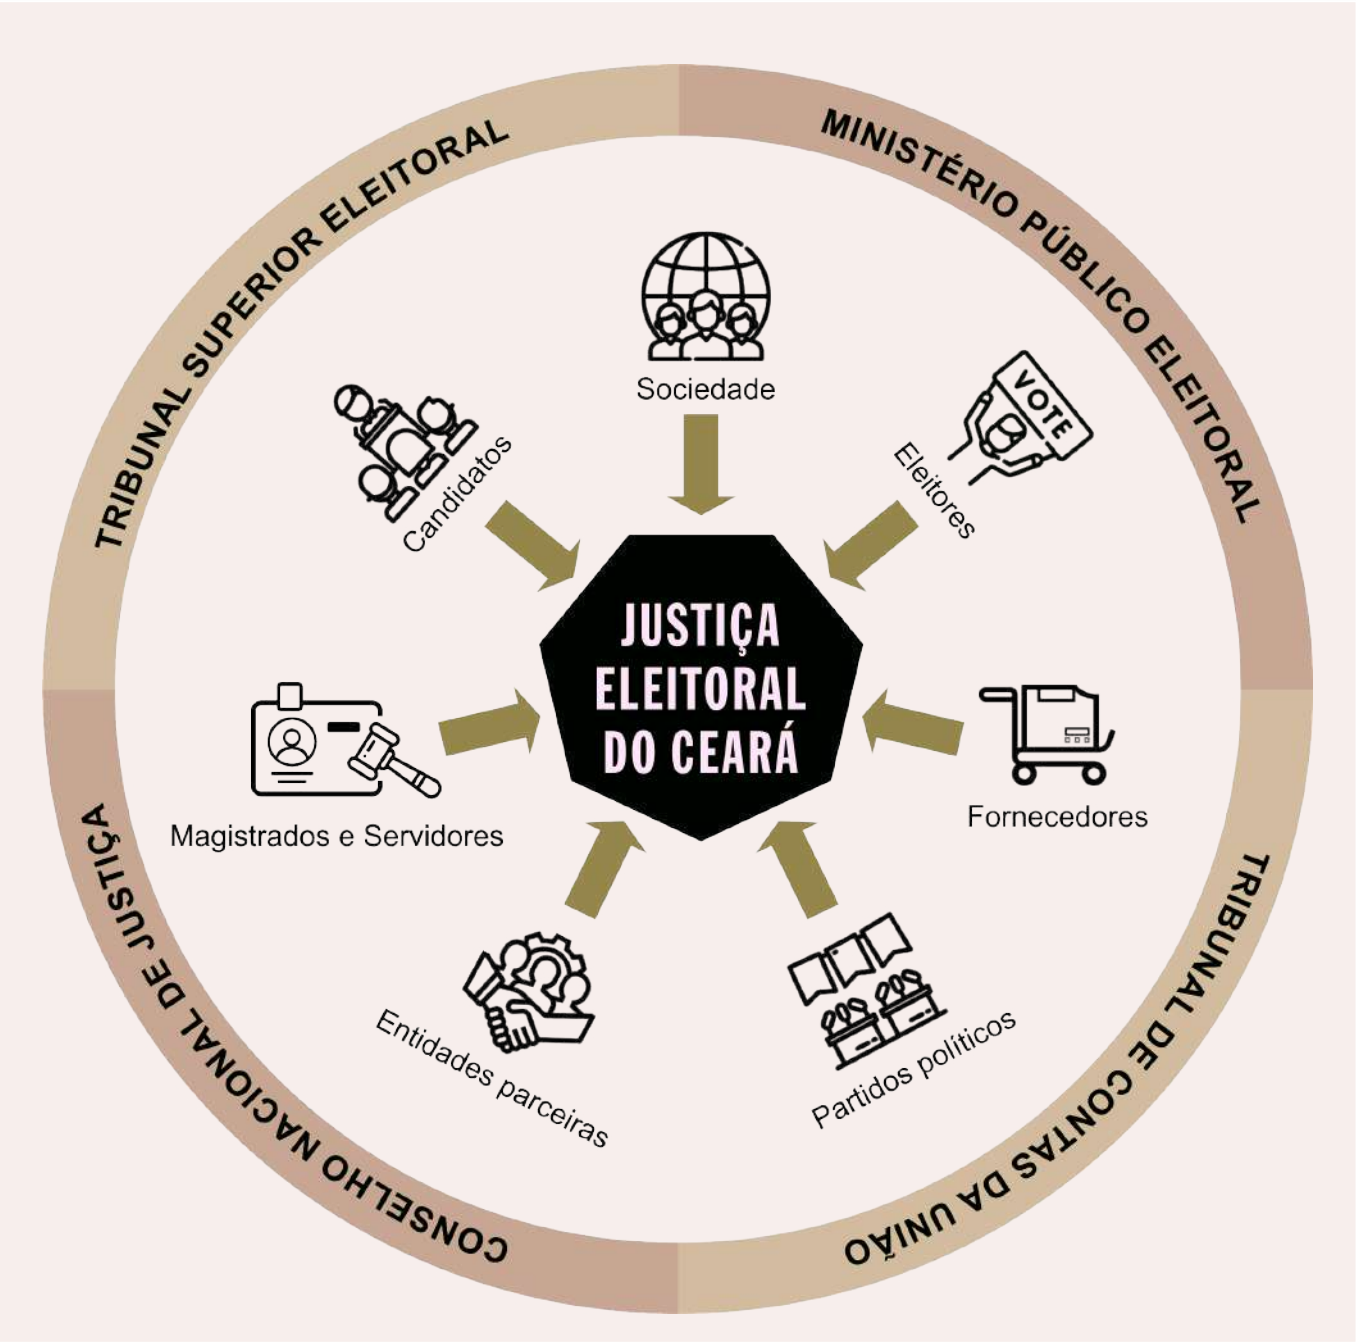 TRIBUNAL SUPERIOR ELEITORAL
MINISTÉRIO PÚBLICO ELEITORAL
Sociedade
VOTE
Candidatos
Eleitores
JUSTIÇA
ELEITORAL
DO CEARÁ
Magistrados e Servidores
Fornecedores
Entidades parceiras
Partidos políticos
CONSELHO NACIONAL DE JUSTIÇA
TRIBUNAL DE CONTAS DA UNIÃO